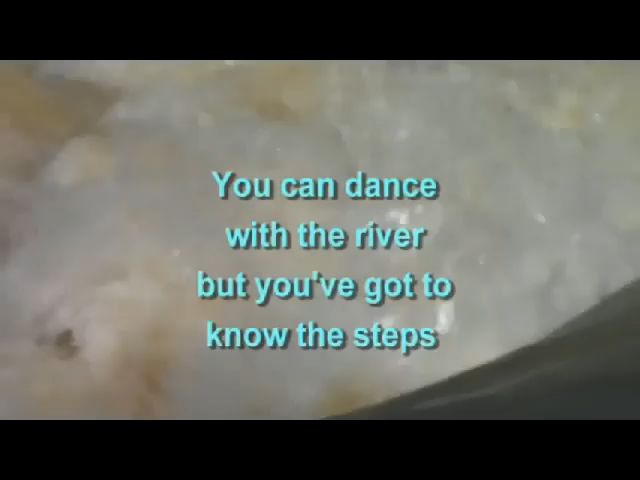 You can dance
with the river
but you've got to
know the steps